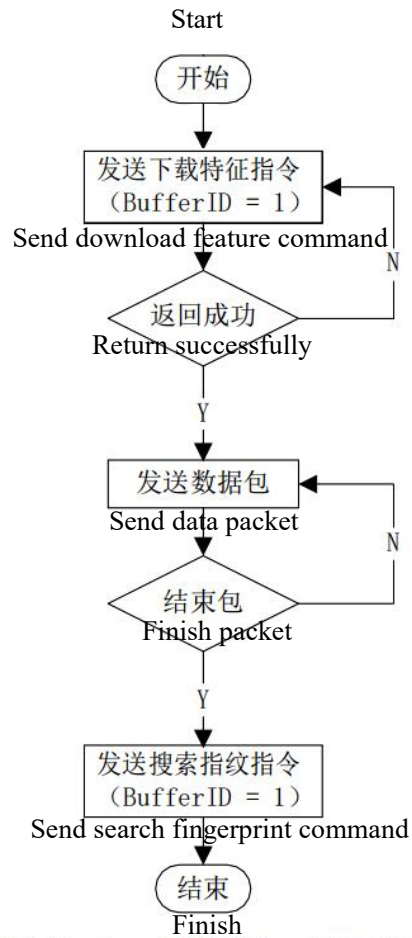 Start
开始
发送下载特征指令
（BufferID = 1）
Send download feature command
N
返回成功
Return successfully
Y
发送数据包
Send data packet
N
结束包
Finish packet
Y
发送搜索指纹指令
（BufferID = 1）
Send search fingerprint command
结束
Finish